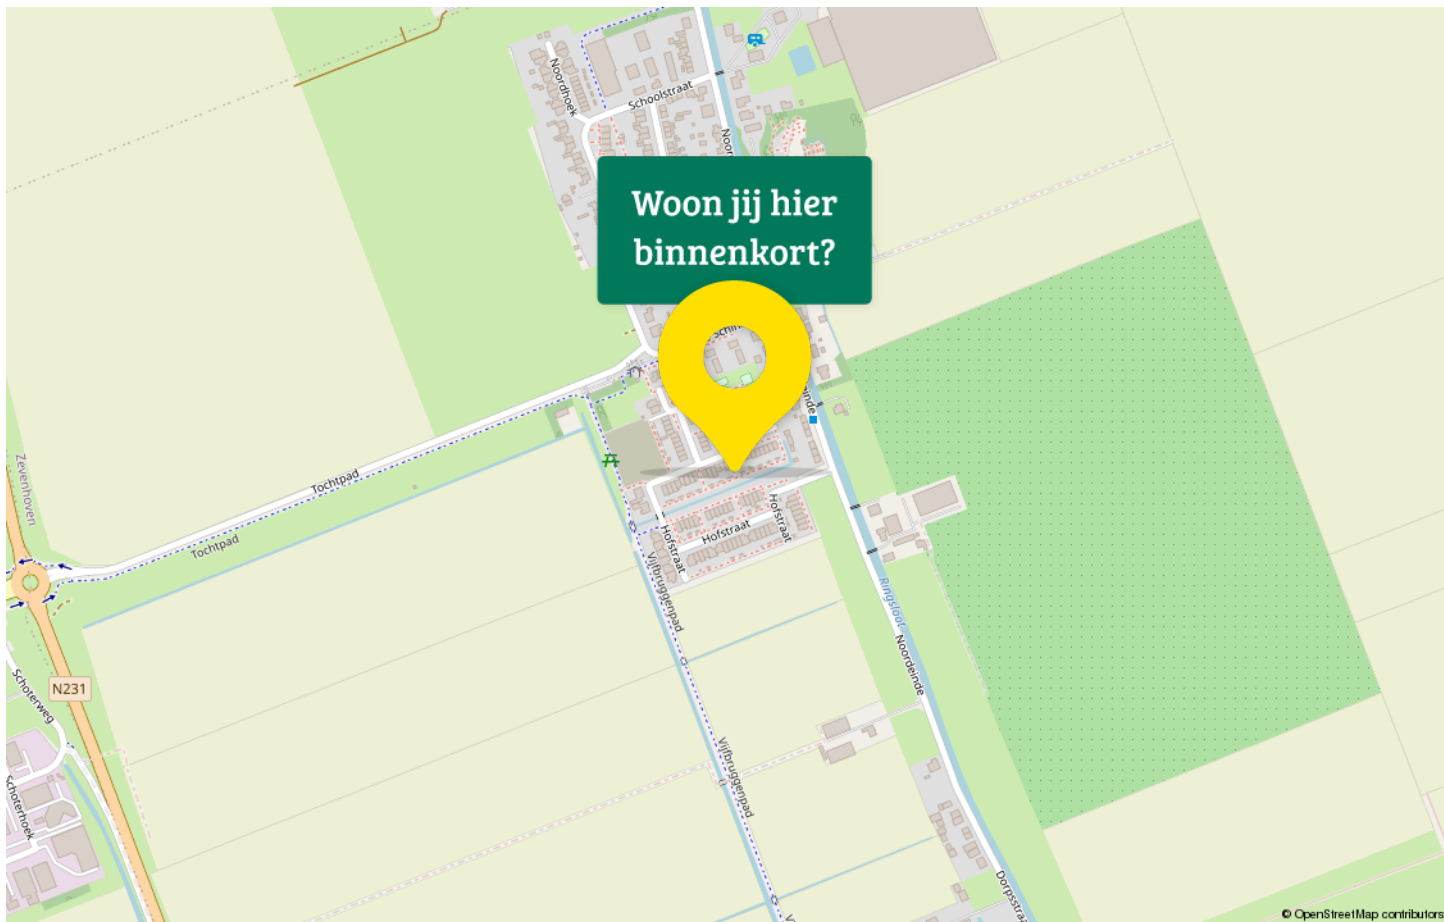 Noordhoek
Schoolstraat
Woon jij hier
binnenkort?
Zevenhoven
Tochtpad
Tochtpad
Hofstraat
Hofstraat
Hofstraat
Vijfbruggenpad
Ringsloot
Noordeinde
N231
Schoterweg
Schoterhoek
Vijfbruggenpad
© OpenStreetMap contributors